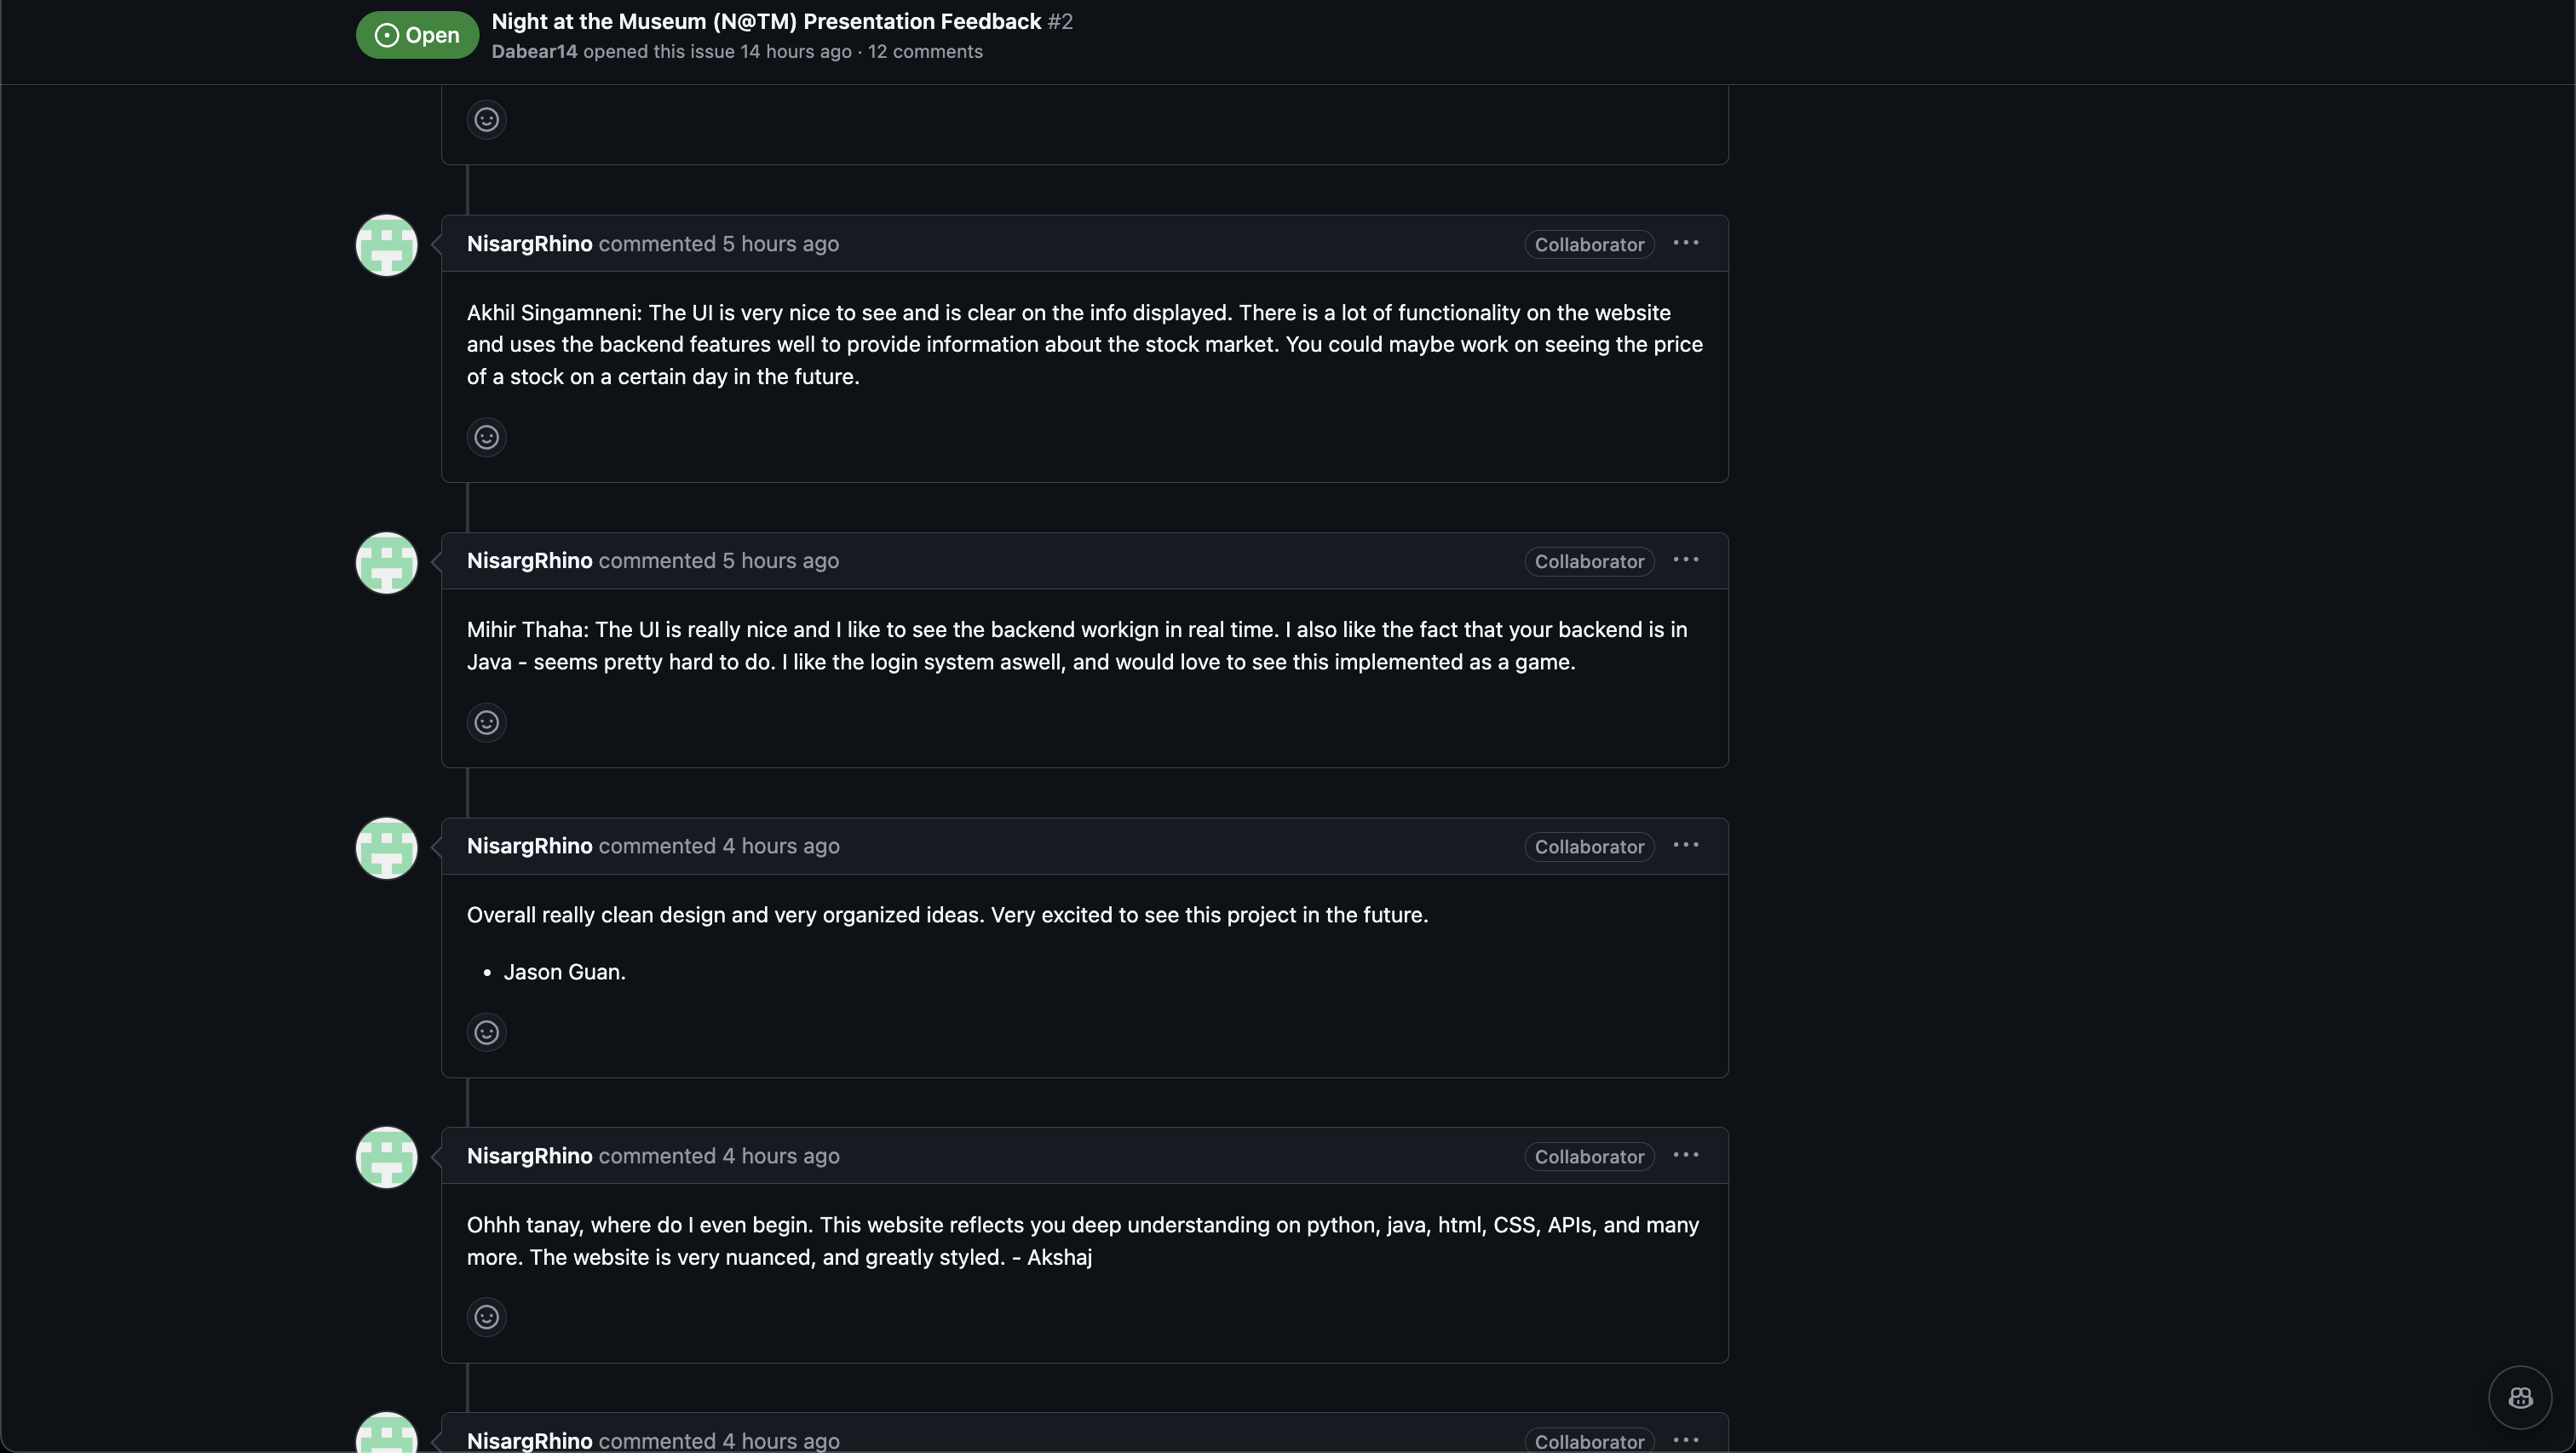 Open
Night at the Museum (N@TM) Presentation Feedback #2
Dabear14 opened this issue 14 hours ago · 12 comments
NisargRhino commented 5 hours ago
Collaborator
Akhil Singamneni: The UI is very nice to see and is clear on the info displayed. There is a lot of functionality on the website
and uses the backend features well to provide information about the stock market. You could maybe work on seeing the price
of a stock on a certain day in the future.
NisargRhino commented 5 hours ago
Collaborator
Mihir Thaha: The UI is really nice and I like to see the backend workign in real time. I also like the fact that your backend is in
Java - seems pretty hard to do. I like the login system aswell, and would love to see this implemented as a game.
NisargRhino commented 4 hours ago
Collaborator
Overall really clean design and very organized ideas. Very excited to see this project in the future.
• Jason Guan.
NisargRhino commented 4 hours ago
Collaborator
Ohhh tanay, where do I even begin. This website reflects you deep understanding on python, java, html, CSS, APIs, and many
more. The website is very nuanced, and greatly styled. - Akshaj
NisargRhino commented 4 hours ago
Collaborator